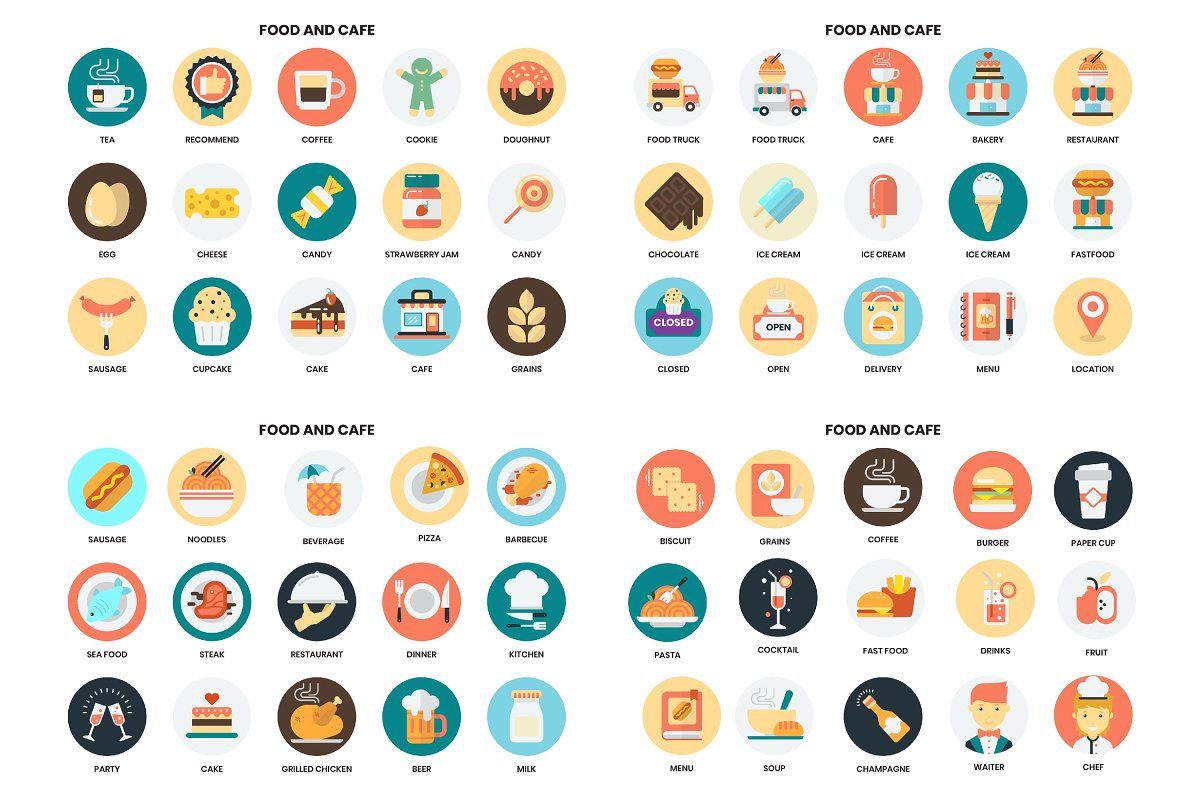 FOOD AND CAFE
TEA
RECOMMEND
COFFEE
COOKIE
DOUGHNUT
EGG
CHEESE
CANDY
STRAWBERRY JAM
CANDY
SAUSAGE
CUPCAKE
CAKE
CAFE
GRAINS
FOOD AND CAFE
FOOD TRUCK
FOOD TRUCK
CAFE
BAKERY
RESTAURANT
CHOCOLATE
ICE CREAM
ICE CREAM
ICE CREAM
FASTFOOD
CLOSED
OPEN
CLOSED
OPEN
DELIVERY
MENU
LOCATION
FOOD AND CAFE
SAUSAGE
NOODLES
BEVERAGE
PIZZA
BARBECUE
SEA FOOD
STEAK
RESTAURANT
DINNER
KITCHEN
PARTY
CAKE
GRILLED CHICKEN
BEER
MILK
FOOD AND CAFE
BISCUIT
GRAINS
COFFEE
BURGER
PAPER CUP
PASTA
COCKTAIL
FAST FOOD
DRINKS
FRUIT
MENU
SOUP
CHAMPAGNE
WAITER
CHEF